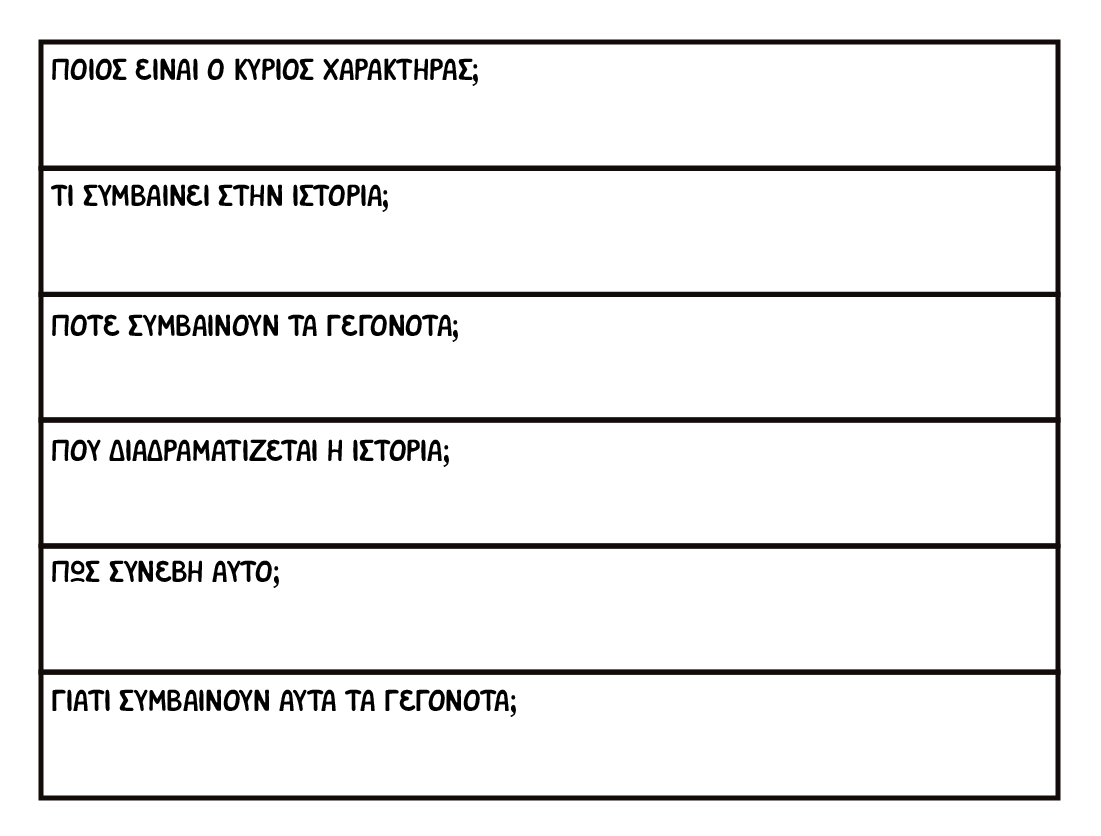 ΠΟΙΟΣ ΕΙΝΑΙ Ο ΚΥΡΙΟΣ ΧΑΡΑΚΤΗΡΑΣ;
ΤΙ ΣΥΜΒΑΙΝΕΙ ΣΤΗΝ ΙΣΤΟΡΙΑ;
ΠΟΤΕ ΣΥΜΒΑΙΝΟΥΝ ΤΑ ΓΕΓΟΝΟΤΑ;
ΠΟΥ ΔΙΑΔΡΑΜΑΤΙΖΕΤΑΙ Η ΙΣΤΟΡΙΑ;
ΠΩΣ ΣΥΝΕΒΗ ΑΥΤΟ;
ΓΙΑΤΙ ΣΥΜΒΑΙΝΟΥΝ ΑΥΤΑ ΤΑ ΓΕΓΟΝΟΤΑ;